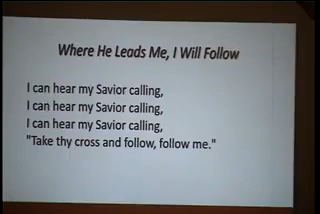 Where He Leads Me, I Will Follow
I can hear my Savior calling,
I can hear my Savior calling,
I can hear my Savior calling,
"Take thy cross and follow, follow me."